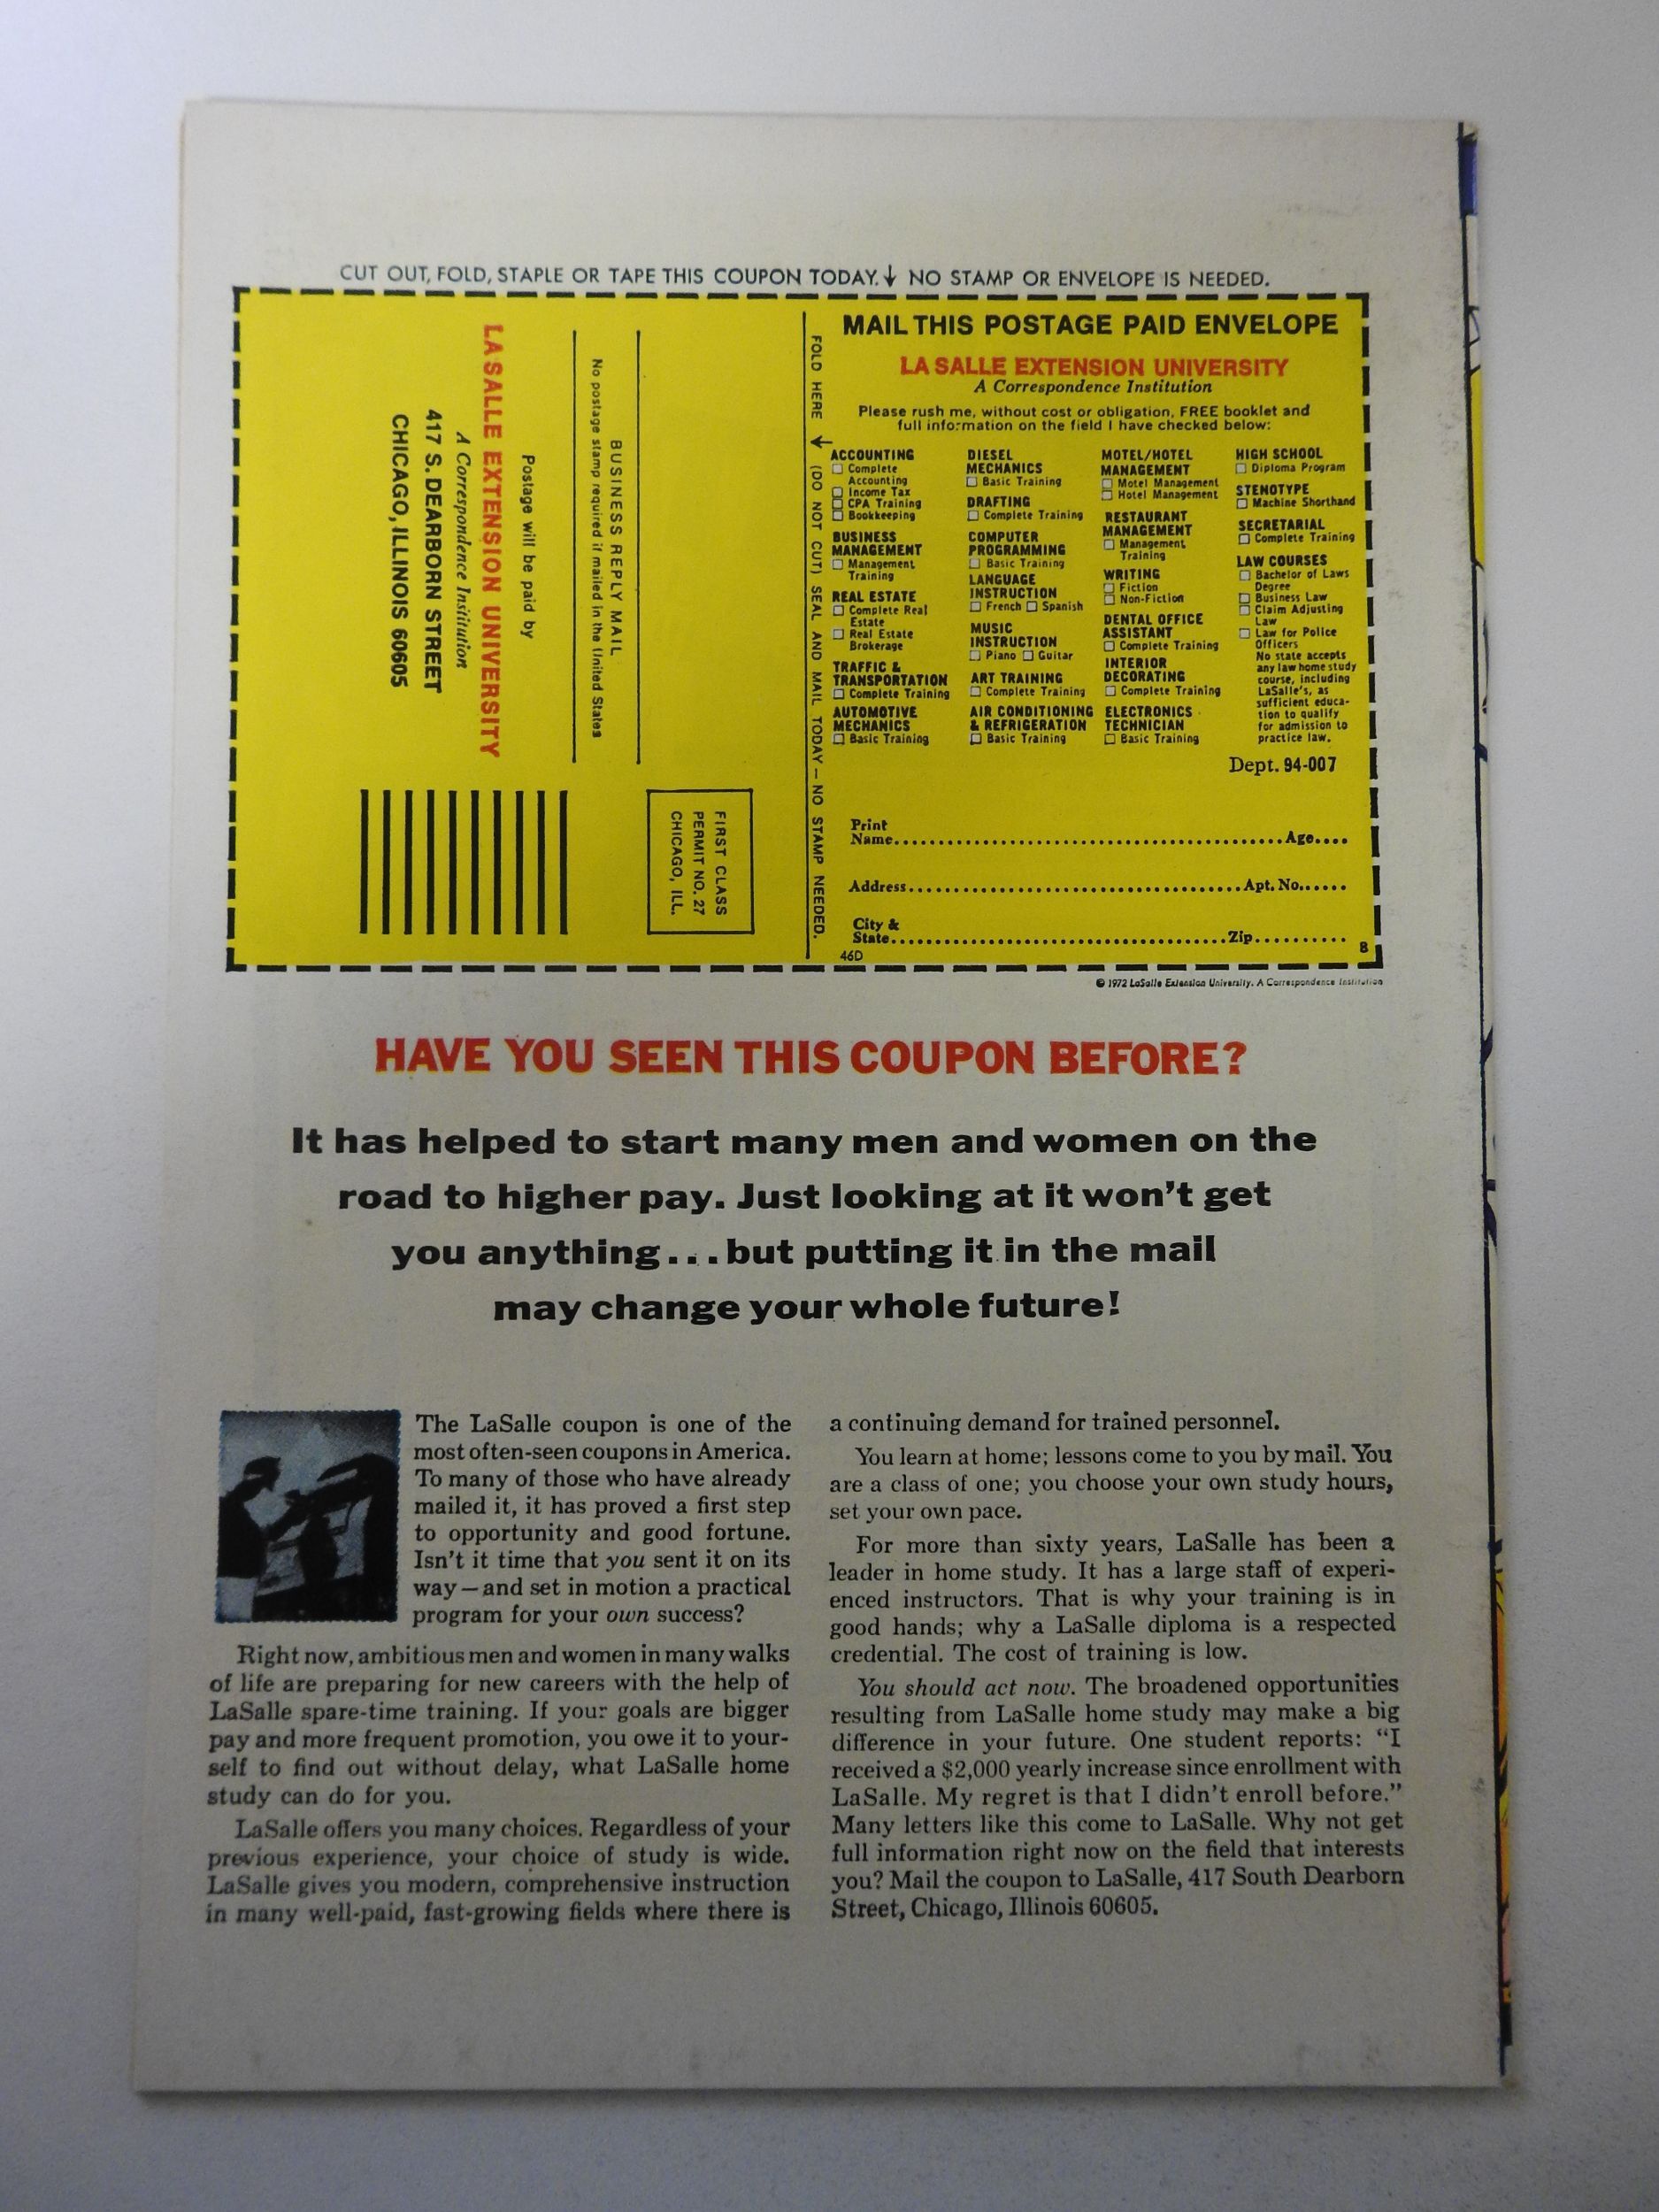 CUT OUT, FOLD, STAPLE OR TAPE THIS COUPON TODAY.↓ NO STAMP OR ENVELOPE IS NEEDED.
FIRST CLASS
PERMIT NO. 27
CHICAGO, ILL.
BUSINESS REPLY MAIL
No postage stamp required if mailed in the United States
Postage will be paid by
LA SALLE EXTENSION UNIVERSITY
A Correspondence Institution
417 S. DEARBORN STREET
CHICAGO, ILLINOIS 60605
FOLD HERE → (DO NOT CUT) SEAL AND MAIL TODAY — NO STAMP NEEDED.
MAIL THIS POSTAGE PAID ENVELOPE
LA SALLE EXTENSION UNIVERSITY
A Correspondence Institution
Please rush me, without cost or obligation, FREE booklet and
full information on the field I have checked below:
ACCOUNTING
☐ Complete
Accounting
☐ Income Tax
☐ CPA Training
☐ Bookkeeping
BUSINESS
MANAGEMENT
☐ Management
Training
REAL ESTATE
☐ Complete Real
Estate
☐ Real Estate
Brokerage
TRAFFIC &
TRANSPORTATION
☐ Complete Training
AUTOMOTIVE
MECHANICS
☐ Basic Training
DIESEL
MECHANICS
☐ Basic Training
DRAFTING
☐ Complete Training
COMPUTER
PROGRAMMING
☐ Basic Training
LANGUAGE
INSTRUCTION
☐ French ☐ Spanish
MUSIC
INSTRUCTION
☐ Piano ☐ Guitar
ART TRAINING
☐ Complete Training
AIR CONDITIONING
& REFRIGERATION
☐ Basic Training
MOTEL/HOTEL
MANAGEMENT
☐ Motel Management
☐ Hotel Management
RESTAURANT
MANAGEMENT
☐ Management
Training
WRITING
☐ Fiction
☐ Non-Fiction
DENTAL OFFICE
ASSISTANT
☐ Complete Training
INTERIOR
DECORATING
☐ Complete Training
ELECTRONICS
TECHNICIAN
☐ Basic Training
HIGH SCHOOL
☐ Diploma Program
STENOTYPE
☐ Machine Shorthand
SECRETARIAL
☐ Complete Training
LAW COURSES
☐ Bachelor of Laws
Degree
☐ Business Law
☐ Claim Adjusting
Law
☐ Law for Police
Officers
No state accepts
any law home study
course, including
LaSalle's, as
sufficient educa-
tion to qualify
for admission to
practice law.
Dept. 94-007
Print
Name Age
Address Apt. No.
City &
State Zip
46D B
© 1972 LaSalle Extension University. A Correspondence Institution
HAVE YOU SEEN THIS COUPON BEFORE?
It has helped to start many men and women on the
road to higher pay. Just looking at it won't get
you anything...but putting it in the mail
may change your whole future!
The LaSalle coupon is one of the
most often-seen coupons in America.
To many of those who have already
mailed it, it has proved a first step
to opportunity and good fortune.
Isn't it time that you sent it on its
way—and set in motion a practical
program for your own success?
Right now, ambitious men and women in many walks
of life are preparing for new careers with the help of
LaSalle spare-time training. If your goals are bigger
pay and more frequent promotion, you owe it to your-
self to find out without delay, what LaSalle home
study can do for you.
LaSalle offers you many choices. Regardless of your
previous experience, your choice of study is wide.
LaSalle gives you modern, comprehensive instruction
in many well-paid, fast-growing fields where there is
a continuing demand for trained personnel.
You learn at home; lessons come to you by mail. You
are a class of one; you choose your own study hours,
set your own pace.
For more than sixty years, LaSalle has been a
leader in home study. It has a large staff of experi-
enced instructors. That is why your training is in
good hands; why a LaSalle diploma is a respected
credential. The cost of training is low.
You should act now. The broadened opportunities
resulting from LaSalle home study may make a big
difference in your future. One student reports: “I
received a $2,000 yearly increase since enrollment with
LaSalle. My regret is that I didn't enroll before.”
Many letters like this come to LaSalle. Why not get
full information right now on the field that interests
you? Mail the coupon to LaSalle, 417 South Dearborn
Street, Chicago, Illinois 60605.